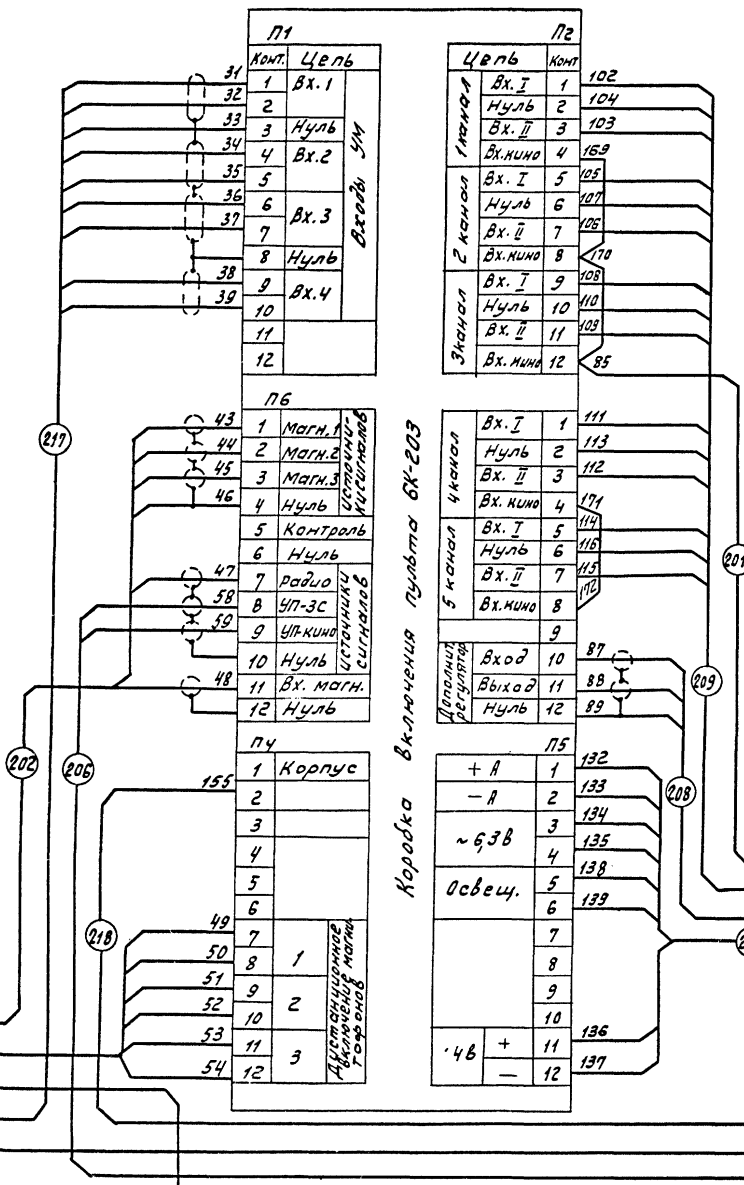 П1
Конт. Цепь
31 1 Вх.1
32 2
33 3 Нуль
34 4 Вх.2
35 5
36 6 Вх.3
37 7
8 Нуль
38 9 Вх.4
39 10
11
12
Входы УМ
217
П2
Цепь Конт
1 канал
Вх. I 1 102
Нуль 2 104
Вх. II 3 103
Вх.кино 4 169
2 канал
Вх. I 5 105
Нуль 6 107
Вх. II 7 106
Вх.кино 8 170
3канал
Вх. I 9 108
Нуль 10 110
Вх. II 11 109
Вх.кино 12 85
П6
43 1 Магн.1
44 2 Магн.2
45 3 Магн.3
46 4 Нуль
источни-
ки сигналов
5 Контроль
6 Нуль
47 7 радио
58 8 УП-3С
59 9 УП-кино
10 Нуль
источники
сигналов
48 11 Вх. магн.
12 Нуль
4 канал
Вх. I 1 111
Нуль 2 113
Вх. II 3 112
Вх. кино 4 171
5 канал
Вх. I 5 114
Нуль 6 116
Вх. II 7 115
Вх.кино 8 172
9
Дополнит.
регулятор
Вход 10 87
Выход 11 88
Нуль 12 89
Коробка включения пульта 6К-203
201
209
208
202
206
218
П4
1 Корпус
155 2
3
4
5
6
49 7
50 8
1
51 9
52 10
2
53 11
54 12
3
Дистанционное
включение магни-
тофонов
П5
+ А 1 132
– А 2 133
~ 6,3в
3 134
4 135
Освещ.
5 138
6 139
7
8
9
10
4в
+ 11 136
– 12 137